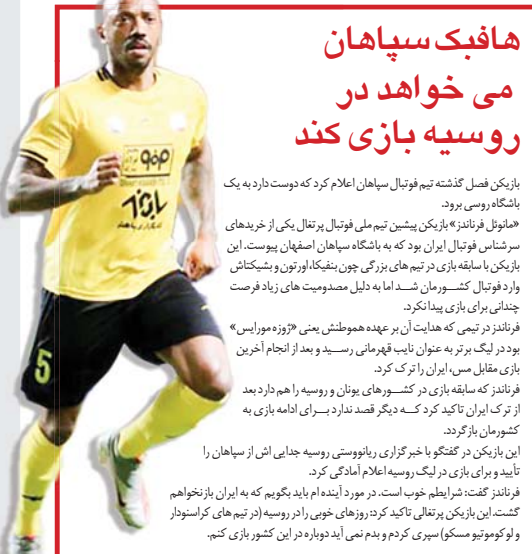 هافبک سپاهان
می خواهد در
روسیه بازی کند
بازیکن فصل گذشته تیم فوتبال سپاهان اعلام کرد که دوست دارد به یک
باشگاه روسی برود.
«مانوئل فرناندز» بازیکن پیشین تیم ملی فوتبال پرتغال یکی از خریدهای
سرشناس فوتبال ایران بود که به باشگاه سپاهان اصفهان پیوست. این
بازیکن با سابقه بازی در تیم های بزرگی چون بنفیکا، اورتون و بشیکتاش
وارد فوتبال کشورمان شد اما به دلیل مصدومیت های زیاد فرصت
چندانی برای بازی پیدا نکرد.
فرناندز در تیمی که هدایت آن بر عهده هموطنش یعنی «ژوزه مورایس»
بود در لیگ برتر به عنوان نایب قهرمانی رسید و بعد از انجام آخرین
بازی مقابل مس، ایران را ترک کرد.
فرناندز که سابقه بازی در کشورهای یونان و روسیه را هم دارد بعد
از ترک ایران تاکید کرد که دیگر قصد ندارد برای ادامه بازی به
کشورمان بازگردد.
این بازیکن در گفتگو با خبرگزاری ریانووستی روسیه جدایی اش از سپاهان را
تأیید و برای بازی در لیگ روسیه اعلام آمادگی کرد.
فرناندز گفت: شرایطم خوب است. در مورد آینده ام باید بگویم که به ایران بازنخواهم
گشت. این بازیکن پرتغالی تاکید کرد: روزهای خوبی را در روسیه (در تیم های کراسنودار
و لوکوموتیو مسکو) سپری کردم و بدم نمی آید دوباره در این کشور بازی کنم.
5